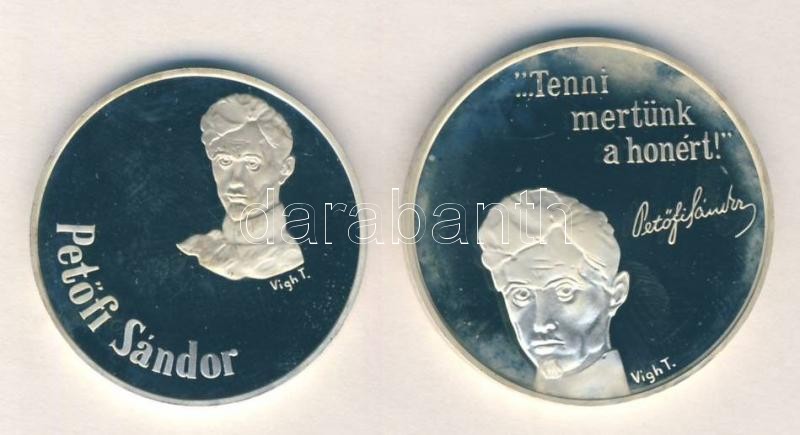 Petőfi Sándor
Vigh T.
"...Tenni
mertünk
a honért!"
Petőfi Sándor
Vigh T.
darabanth